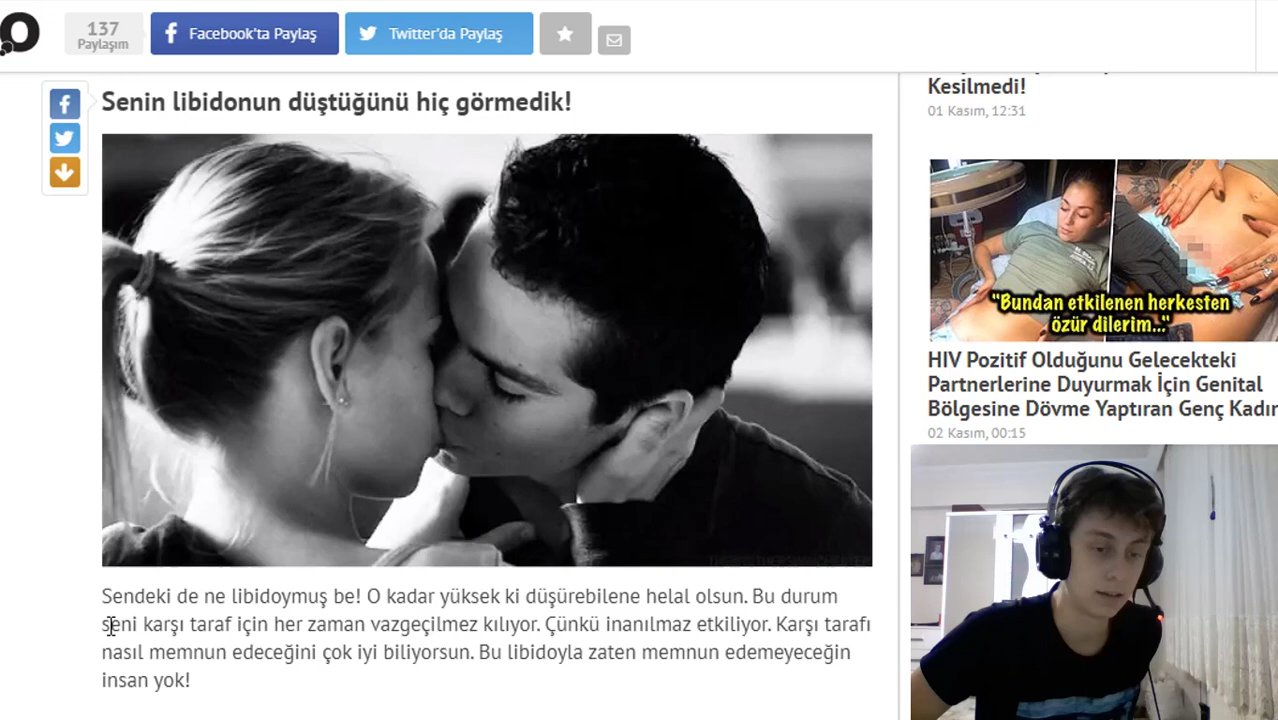 137
Paylaşım
Facebook'ta Paylaş
Twitter'da Paylaş
Senin libidonun düştüğünü hiç görmedik!
Sendeki de ne libidoymuş be! O kadar yüksek ki düşürebilene helal olsun. Bu durum
seni karşı taraf için her zaman vazgeçilmez kılıyor. Çünkü inanılmaz etkiliyor. Karşı tarafı
nasıl memnun edeceğini çok iyi biliyorsun. Bu libidoyla zaten memnun edemeyeceğin
insan yok!
Kesilmedi!
01 Kasım, 12:31
"Bundan etkilenen herkesten
özür dilerim..."
HIV Pozitif Olduğunu Gelecekteki
Partnerlerine Duyurmak İçin Genital
Bölgesine Dövme Yaptıran Genç Kadın
02 Kasım, 00:15